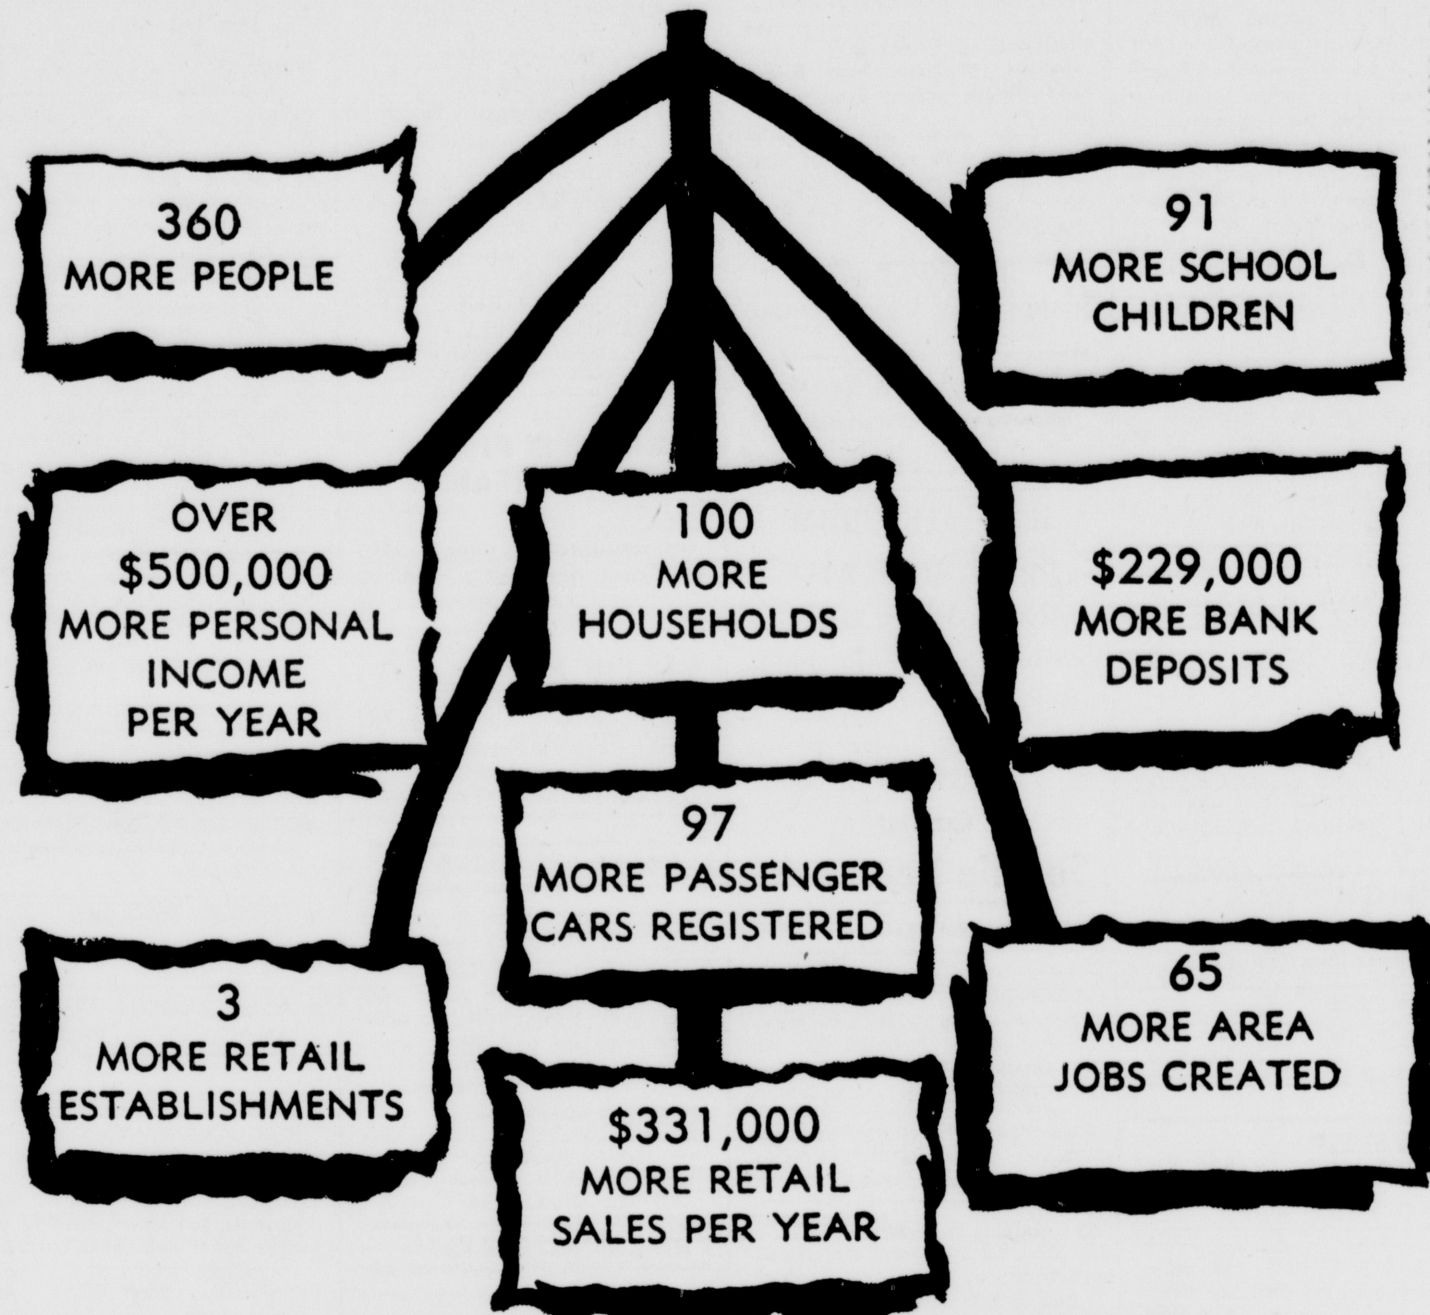 360
MORE PEOPLE
91
MORE SCHOOL
CHILDREN
OVER
$500,000
MORE PERSONAL
INCOME
PER YEAR
100
MORE
HOUSEHOLDS
$229,000
MORE BANK
DEPOSITS
97
MORE PASSENGER
CARS REGISTERED
3
MORE RETAIL
ESTABLISHMENTS
65
MORE AREA
JOBS CREATED
$331,000
MORE RETAIL
SALES PER YEAR